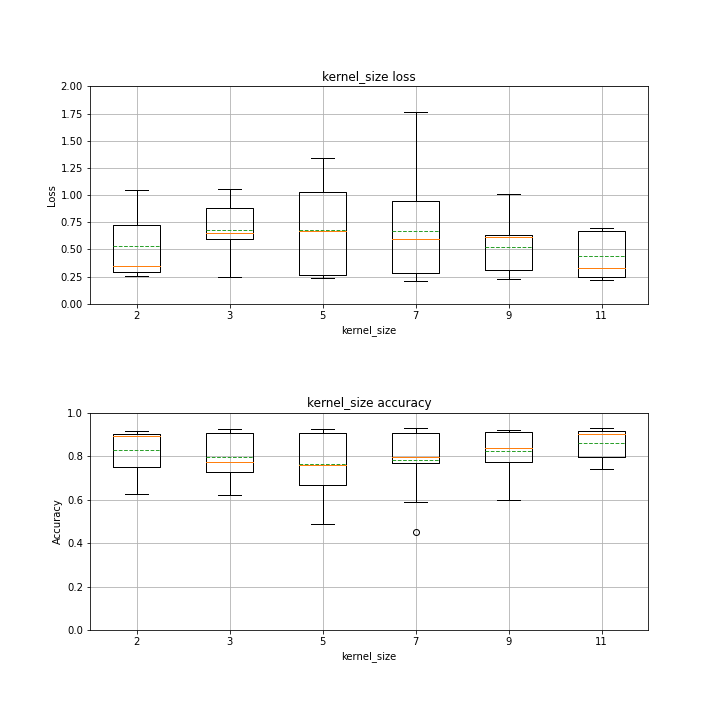 kernel_size loss
2.00
1.75
1.50
1.25
1.00
0.75
0.50
0.25
0.00
Loss
2 3 5 7 9 11
kernel_size
kernel_size accuracy
1.0
0.8
0.6
0.4
0.2
0.0
Accuracy
2 3 5 7 9 11
kernel_size